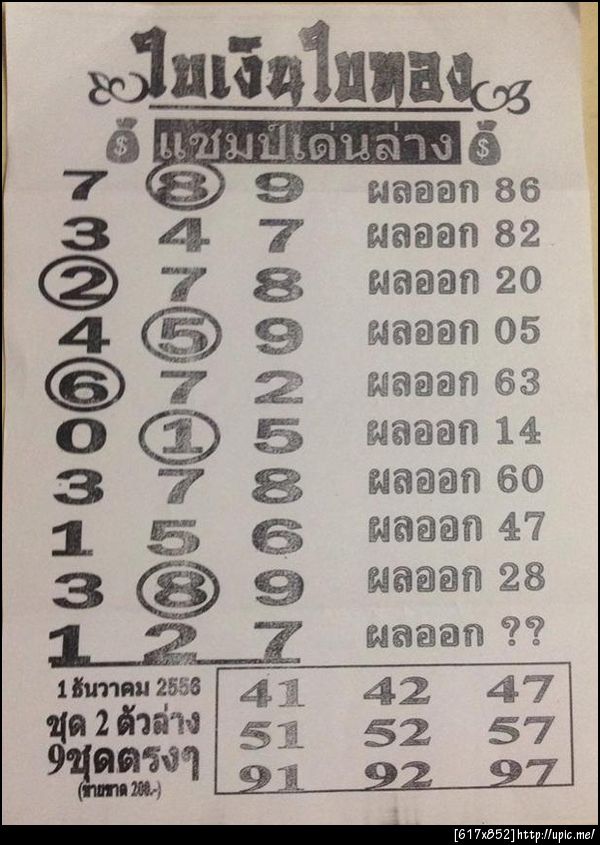 ใบเงินใบทอง
$ แชมป์เด่นล่าง $
7 8 9 ผลออก 86
3 4 7 ผลออก 82
2 7 8 ผลออก 20
4 5 9 ผลออก 05
6 7 2 ผลออก 63
0 1 5 ผลออก 14
3 7 8 ผลออก 60
1 5 6 ผลออก 47
3 8 9 ผลออก 28
1 2 7 ผลออก ??
1 ธันวาคม 2556
ชุด 2 ตัวล่าง
9ชุดตรงๆ
(ขายขาด 200.-)
41 42 47
51 52 57
91 92 97
[617x852]http://upic.me/